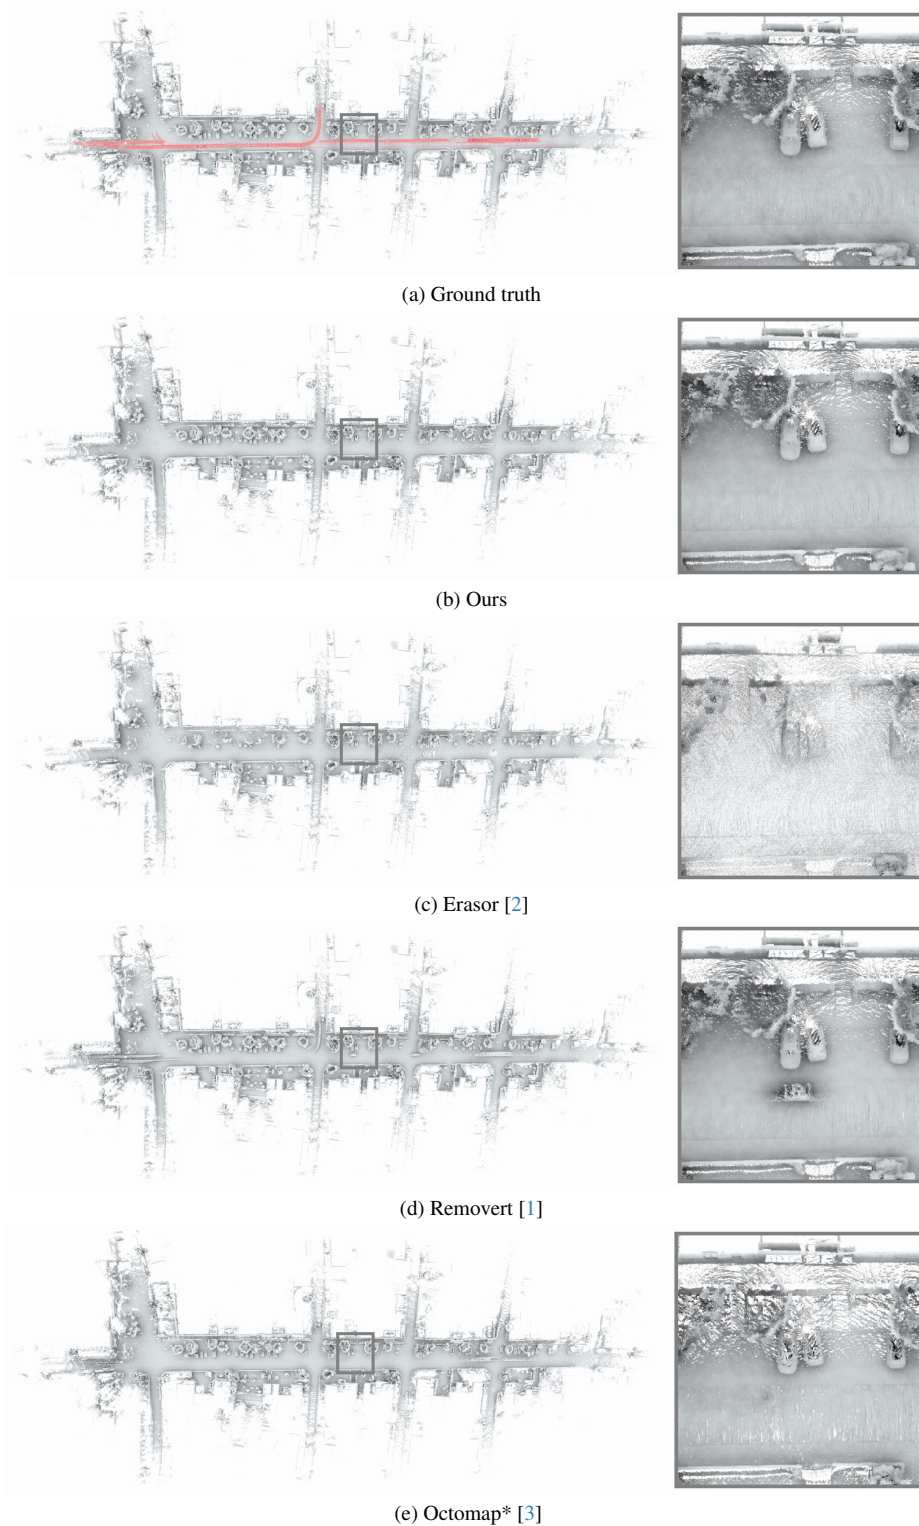 (a) Ground truth
(b) Ours
(c) Erasor [2]
(d) Removert [1]
(e) Octomap* [3]